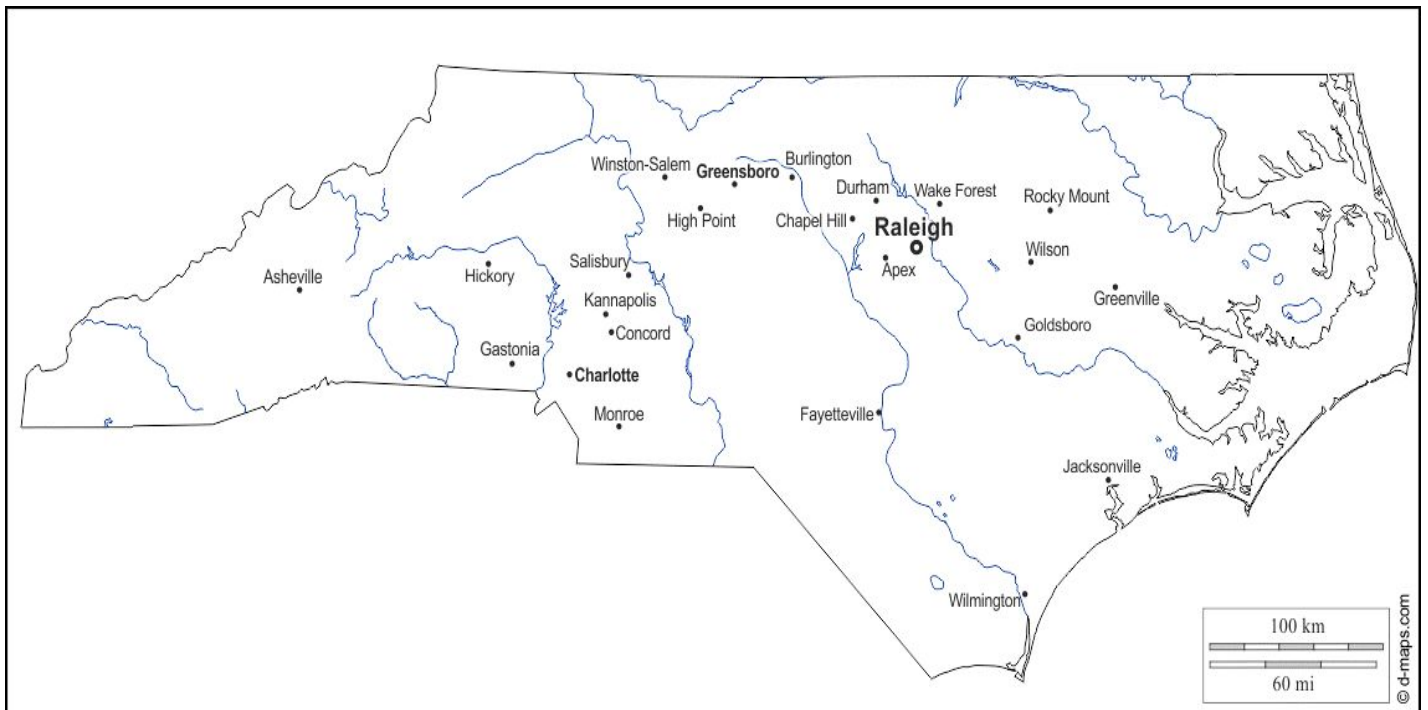 Winston-Salem
Greensboro
Burlington
Durham
Wake Forest
Rocky Mount
High Point
Chapel Hill
Raleigh
Asheville
Hickory
Salisbury
Apex
Wilson
Kannapolis
Greenville
Concord
Goldsboro
Gastonia
Charlotte
Monroe
Fayetteville
Jacksonville
Wilmington
100 km
60 mi
© d-maps.com